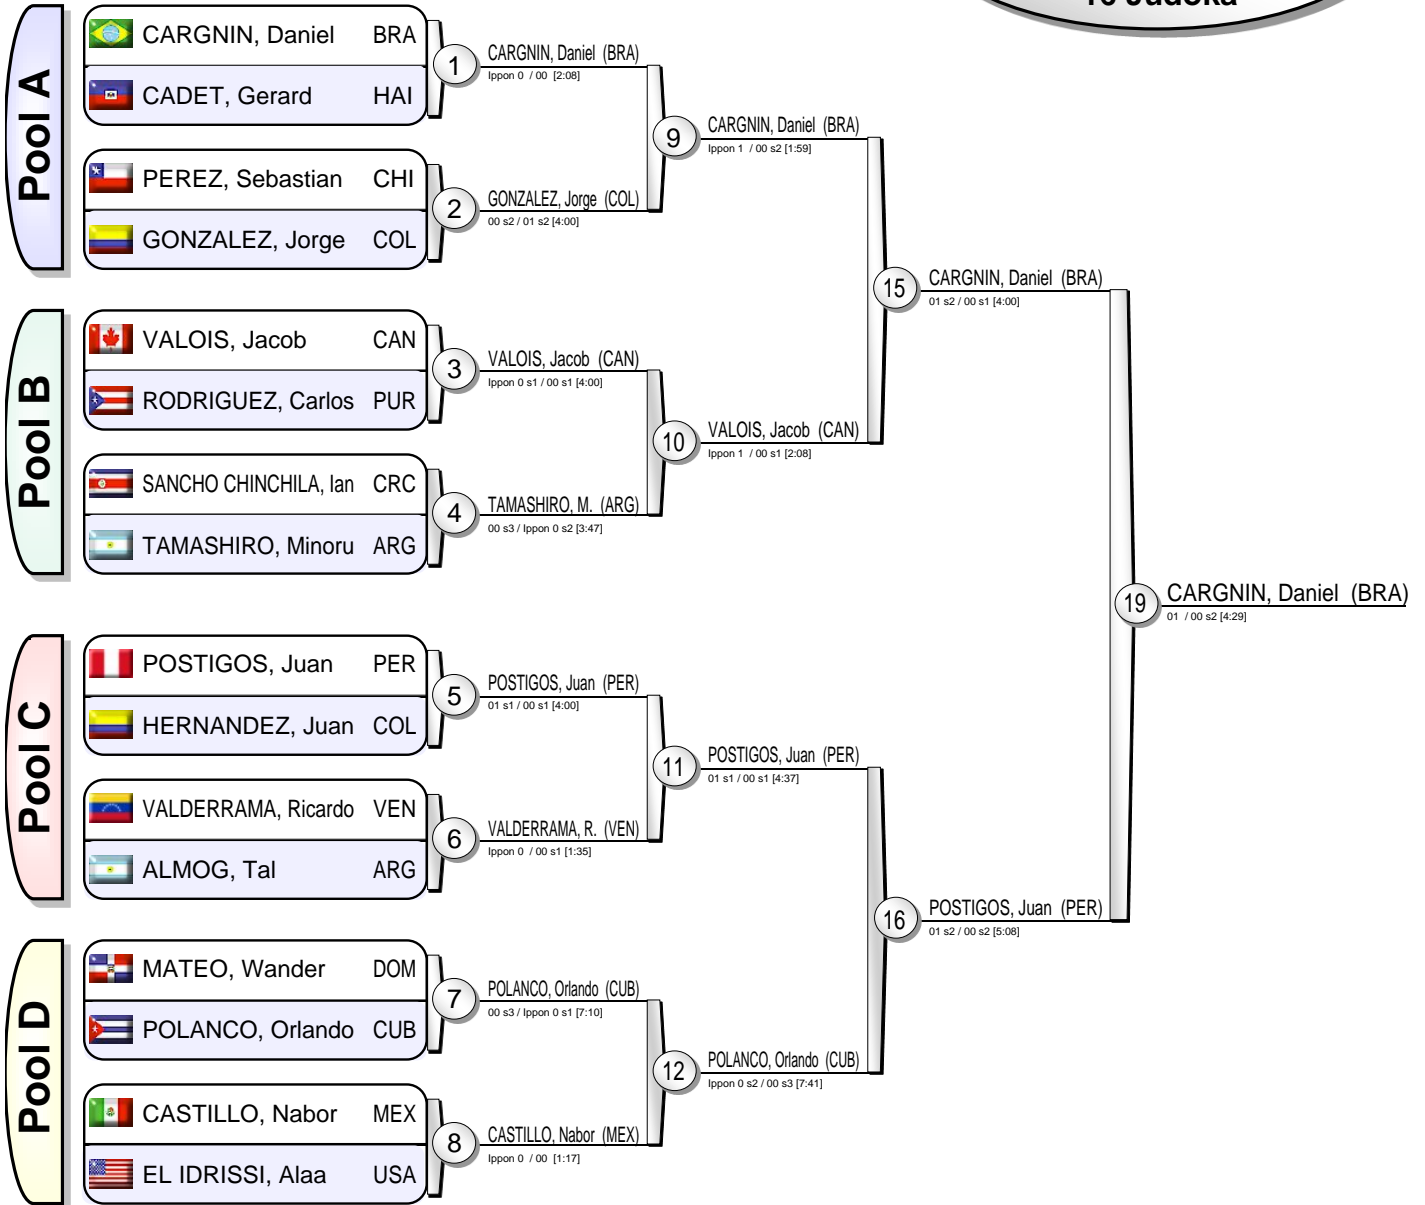 16 Judoka
Pool A
CARGNIN, Daniel BRA
CADET, Gerard HAI
PEREZ, Sebastian CHI
GONZALEZ, Jorge COL
Pool B
VALOIS, Jacob CAN
RODRIGUEZ, Carlos PUR
SANCHO CHINCHILA, Ian CRC
TAMASHIRO, Minoru ARG
Pool C
POSTIGOS, Juan PER
HERNANDEZ, Juan COL
VALDERRAMA, Ricardo VEN
ALMOG, Tal ARG
Pool D
MATEO, Wander DOM
POLANCO, Orlando CUB
CASTILLO, Nabor MEX
EL IDRISSI, Alaa USA
1
CARGNIN, Daniel (BRA)
Ippon 0 / 00 [2:08]
2
GONZALEZ, Jorge (COL)
00 s2 / 01 s2 [4:00]
3
VALOIS, Jacob (CAN)
Ippon 0 s1 / 00 s1 [4:00]
4
TAMASHIRO, M. (ARG)
00 s3 / Ippon 0 s2 [3:47]
5
POSTIGOS, Juan (PER)
01 s1 / 00 s1 [4:00]
6
VALDERRAMA, R. (VEN)
Ippon 0 / 00 s1 [1:35]
7
POLANCO, Orlando (CUB)
00 s3 / Ippon 0 s1 [7:10]
8
CASTILLO, Nabor (MEX)
Ippon 0 / 00 [1:17]
9
CARGNIN, Daniel (BRA)
Ippon 1 / 00 s2 [1:59]
10
VALOIS, Jacob (CAN)
Ippon 1 / 00 s1 [2:08]
11
POSTIGOS, Juan (PER)
01 s1 / 00 s1 [4:37]
12
POLANCO, Orlando (CUB)
Ippon 0 s2 / 00 s3 [7:41]
15
CARGNIN, Daniel (BRA)
01 s2 / 00 s1 [4:00]
16
POSTIGOS, Juan (PER)
01 s2 / 00 s2 [5:08]
19
CARGNIN, Daniel (BRA)
01 / 00 s2 [4:29]